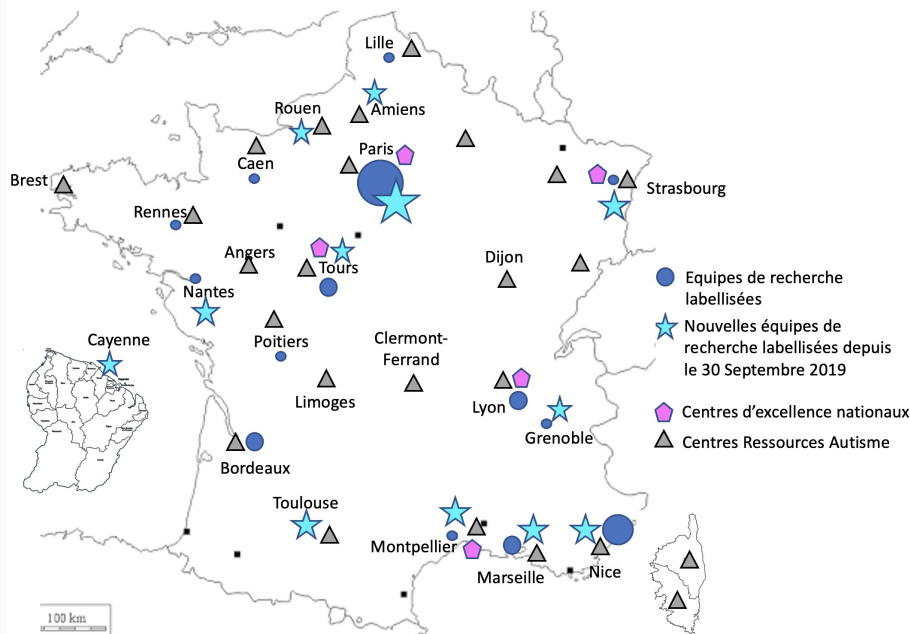 Lille
Amiens
Rouen
Paris
Caen
Brest
Strasbourg
Rennes
Angers
Dijon
Tours
Nantes
Equipes de recherche
labellisées
Nouvelles équipes de
recherche labellisées depuis
le 30 Septembre 2019
Centres d'excellence nationaux
Centres Ressources Autisme
Cayenne
Poitiers
Clermont-
Ferrand
Limoges
Lyon
Grenoble
Bordeaux
Toulouse
Montpellier
Marseille
Nice
100 km